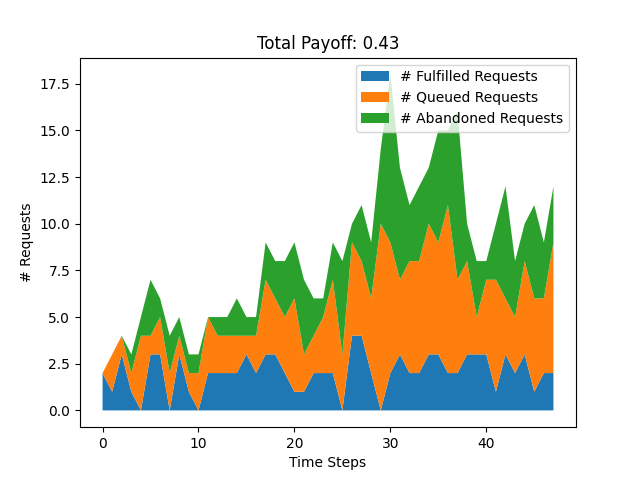 Total Payoff: 0.43
# Fulfilled Requests
# Queued Requests
# Abandoned Requests
17.5
15.0
12.5
10.0
7.5
5.0
2.5
0.0
# Requests
0 10 20 30 40
Time Steps